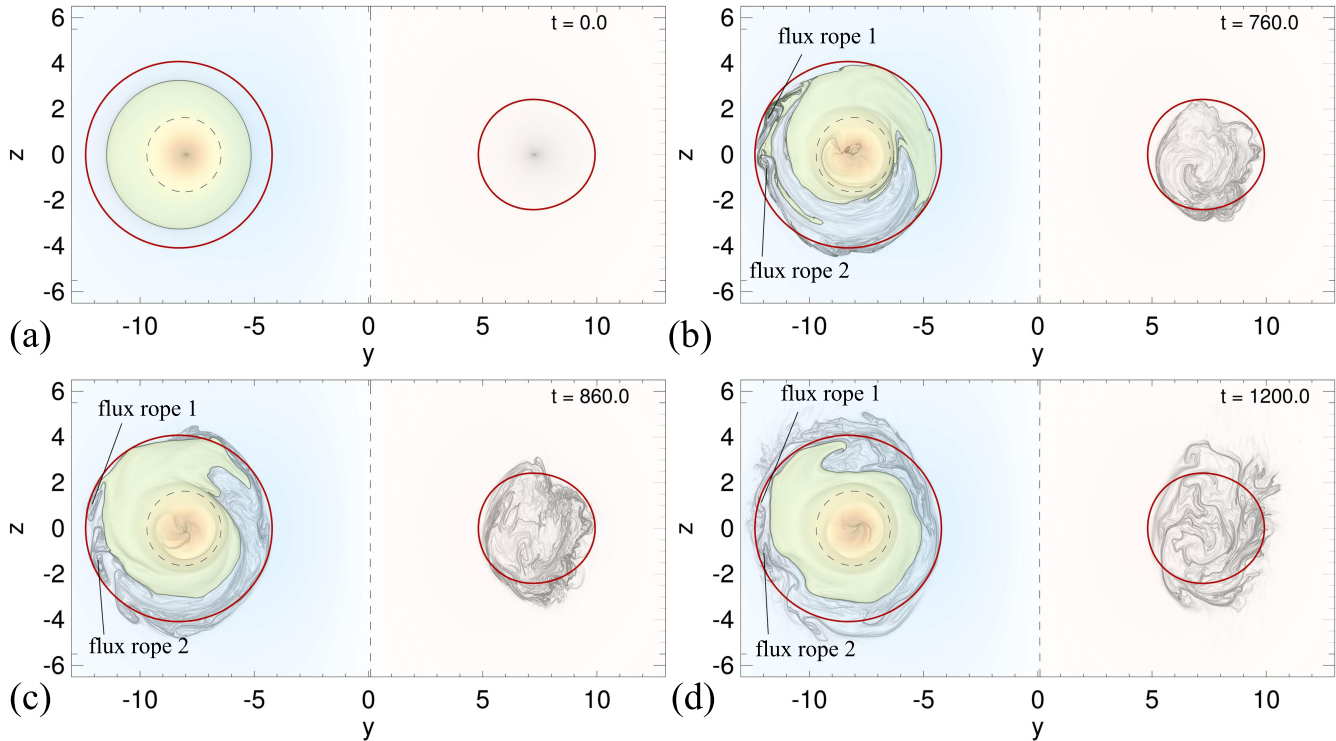 t = 0.0
6
4
2
0
-2
-4
-6
z
-10
-5
0
5
10
y
(a)
t = 760.0
flux rope 1
flux rope 2
6
4
2
0
-2
-4
-6
z
-10
-5
0
5
10
y
(b)
t = 860.0
flux rope 1
flux rope 2
6
4
2
0
-2
-4
-6
z
-10
-5
0
5
10
y
(c)
t = 1200.0
flux rope 1
flux rope 2
6
4
2
0
-2
-4
-6
z
-10
-5
0
5
10
y
(d)